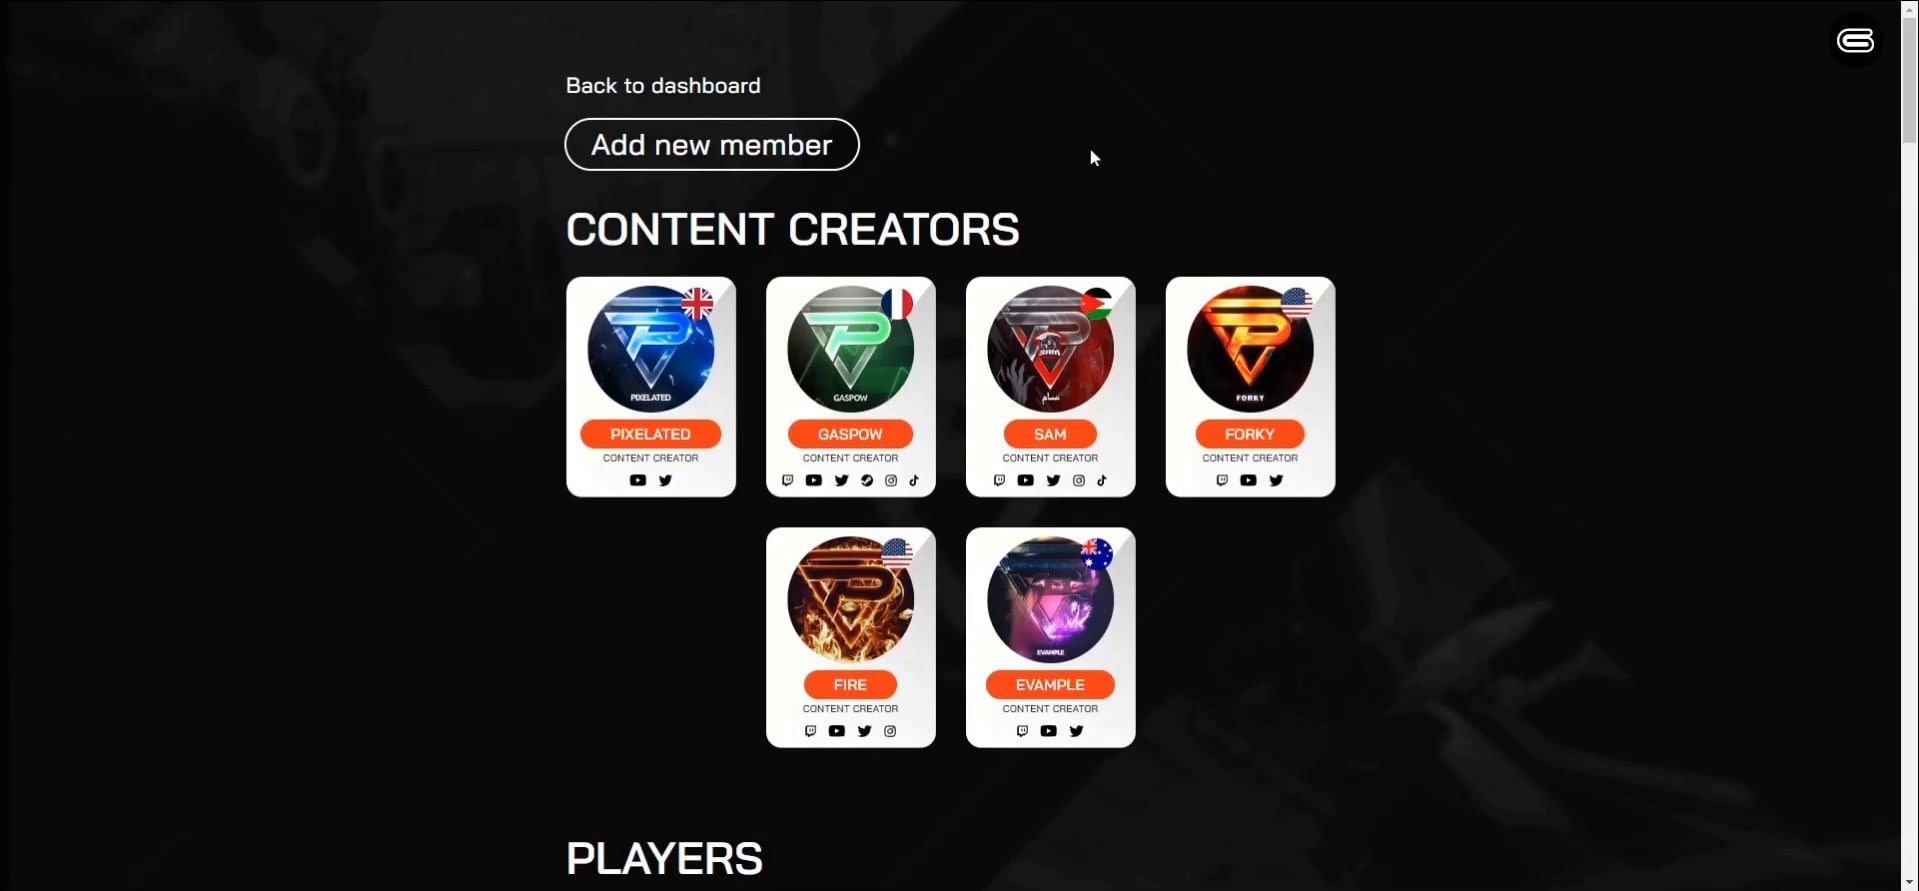 Back to dashboard
Add new member
CONTENT CREATORS
PIXELATED
PIXELATED
CONTENT CREATOR
GASPOW
GASPOW
CONTENT CREATOR
SAM
سام
SAM
CONTENT CREATOR
FORKY
FORKY
CONTENT CREATOR
FIRE
CONTENT CREATOR
EVAMPLE
EVAMPLE
CONTENT CREATOR
PLAYERS